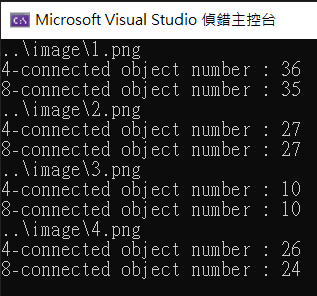 Microsoft Visual Studio 偵錯主控台
..\image\1.png
4-connected object number : 36
8-connected object number : 35
..\image\2.png
4-connected object number : 27
8-connected object number : 27
..\image\3.png
4-connected object number : 10
8-connected object number : 10
..\image\4.png
4-connected object number : 26
8-connected object number : 24